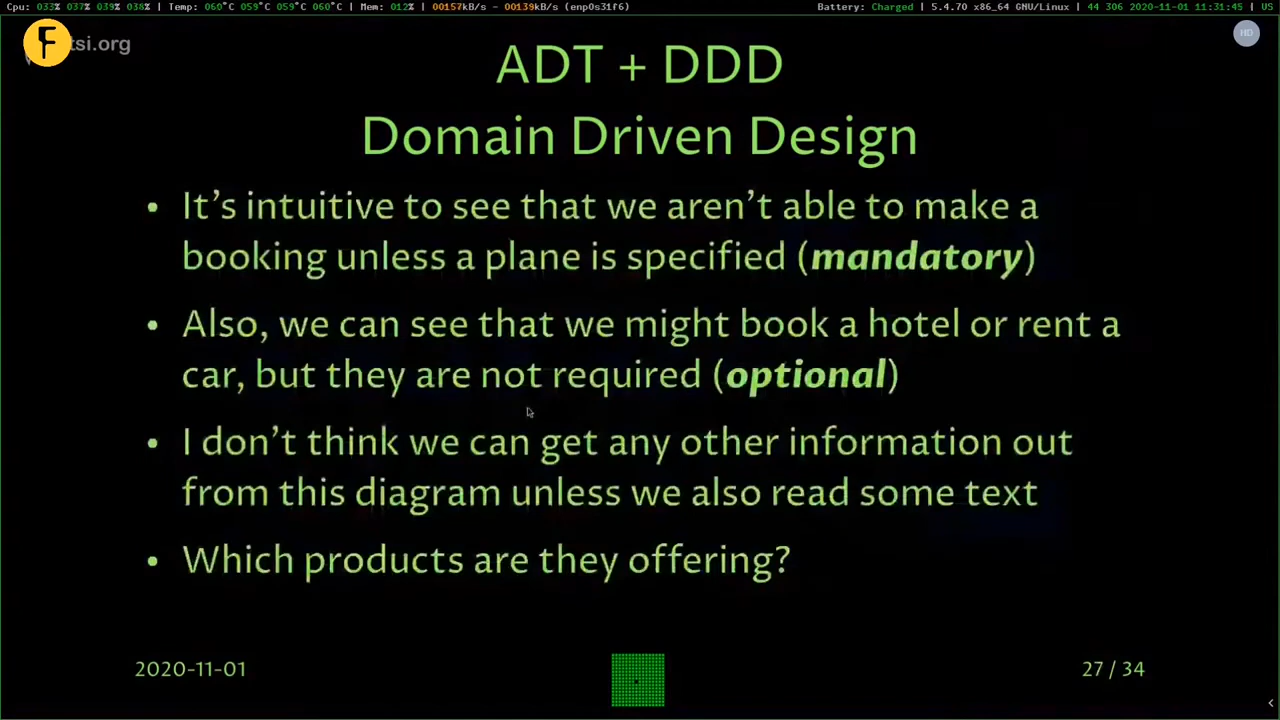 Cpu: 033% 037% 039% 038% | Temp: 060°C 059°C 059°C 060°C | Mem: 012% | 00157kB/s - 00139kB/s (enp0s31f6)
Battery: Charged | 5.4.70 x86_64 GNU/Linux | 44 306 2020-11-01 11:31:45 | US
F
tsi.org
HD
ADT + DDD
Domain Driven Design
• It's intuitive to see that we aren't able to make a
booking unless a plane is specified (mandatory)
• Also, we can see that we might book a hotel or rent a
car, but they are not required (optional)
• I don't think we can get any other information out
from this diagram unless we also read some text
• Which products are they offering?
2020-11-01
27 / 34